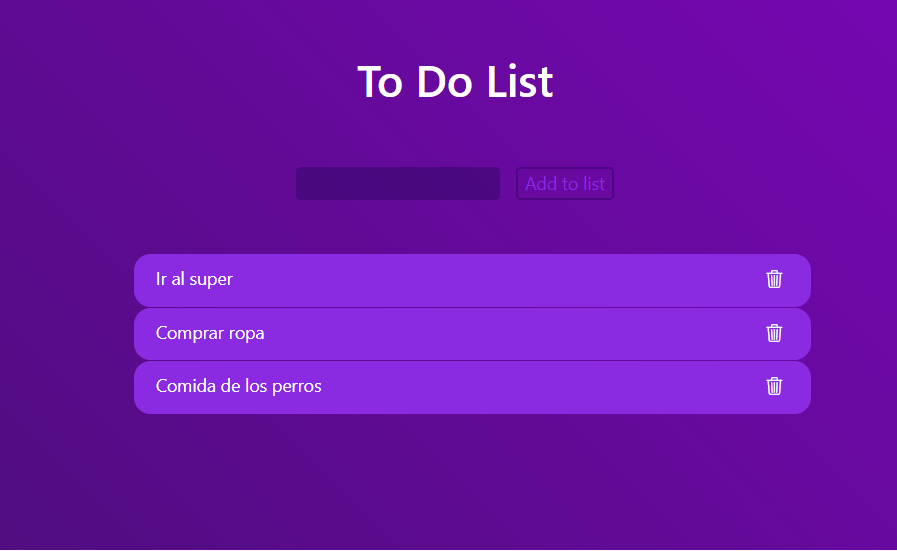 To Do List
Add to list
Ir al super
Comprar ropa
Comida de los perros